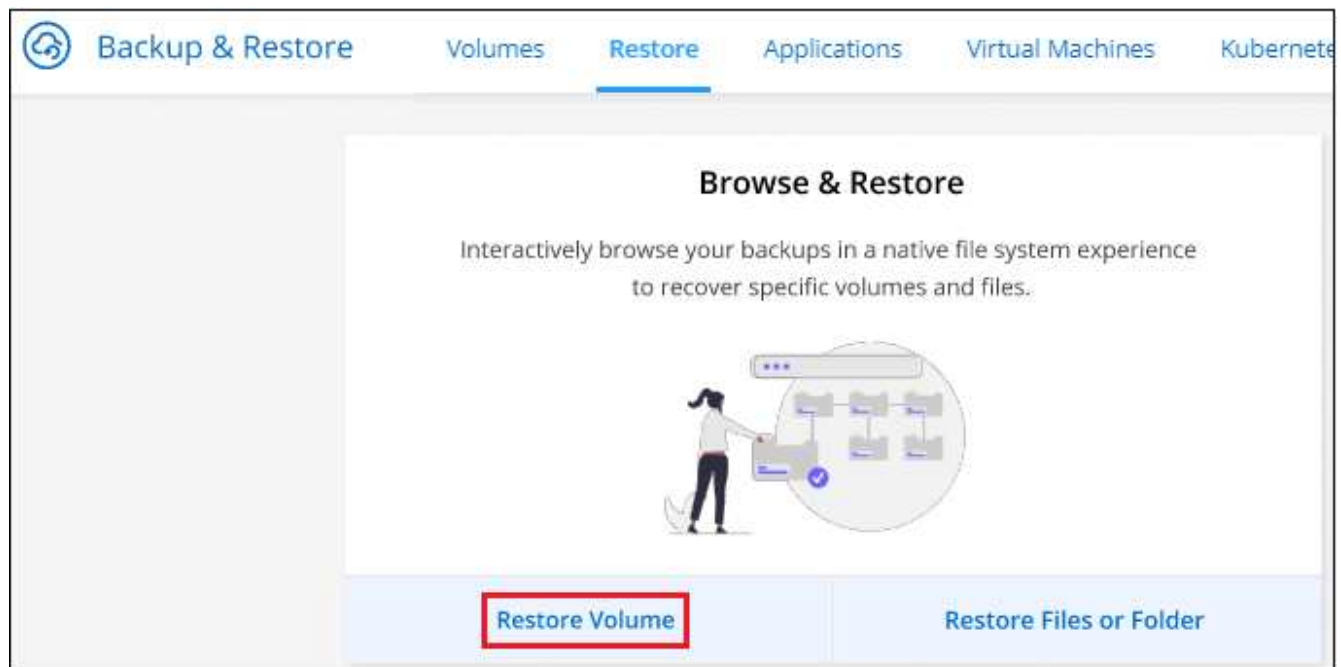 Backup & Restore Volumes Restore Applications Virtual Machines Kubernete
Browse & Restore
Interactively browse your backups in a native file system experience
to recover specific volumes and files.
Restore Volume Restore Files or Folder